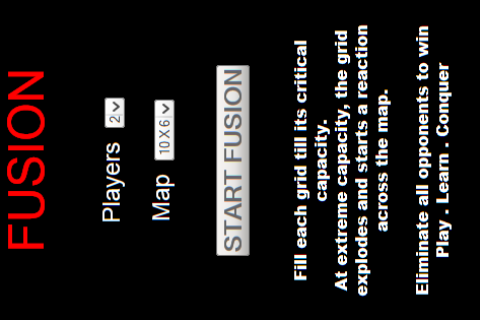 FUSION
Players 2
Map 10 X 6
START FUSION
Fill each grid till its critical
capacity.
At extreme capacity, the grid
explodes and starts a reaction
across the map.
Eliminate all opponents to win
Play . Learn . Conquer